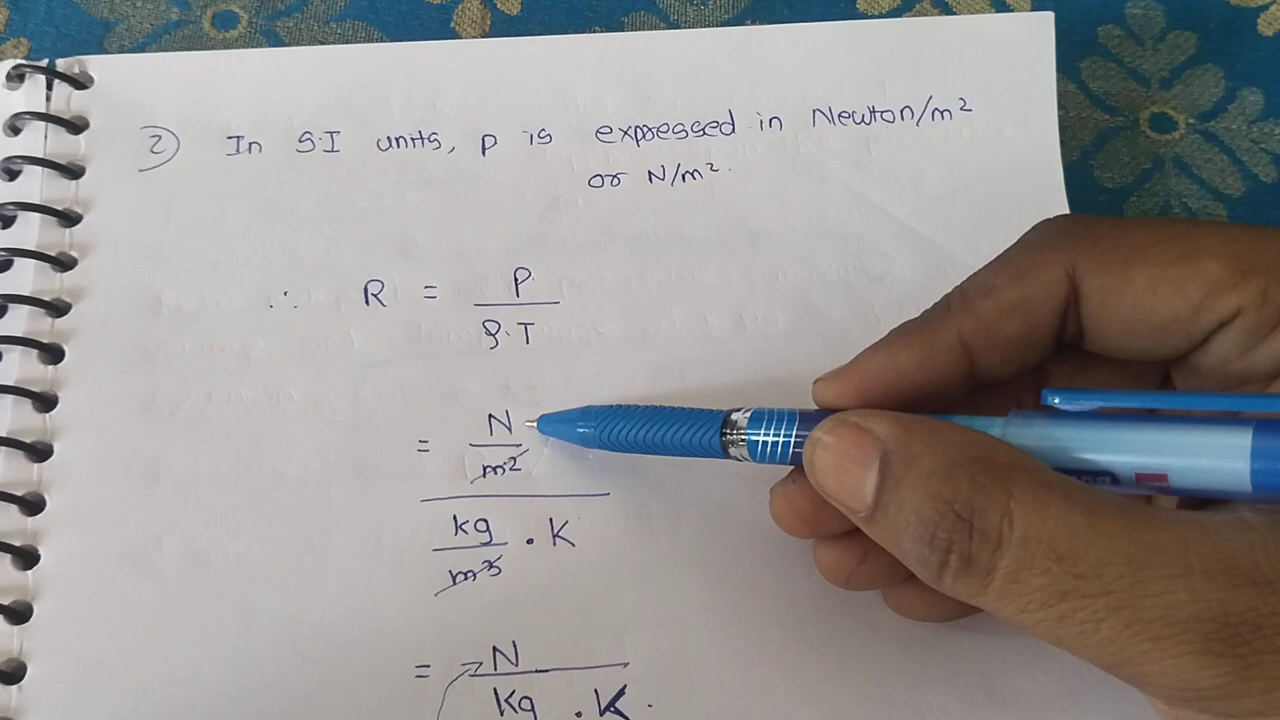 2) In S.I units, p is expressed in Newton/m²
or N/m².
∴ R = P
ρ.T
= N
m²
kg . K
m³
= N
kg . K.